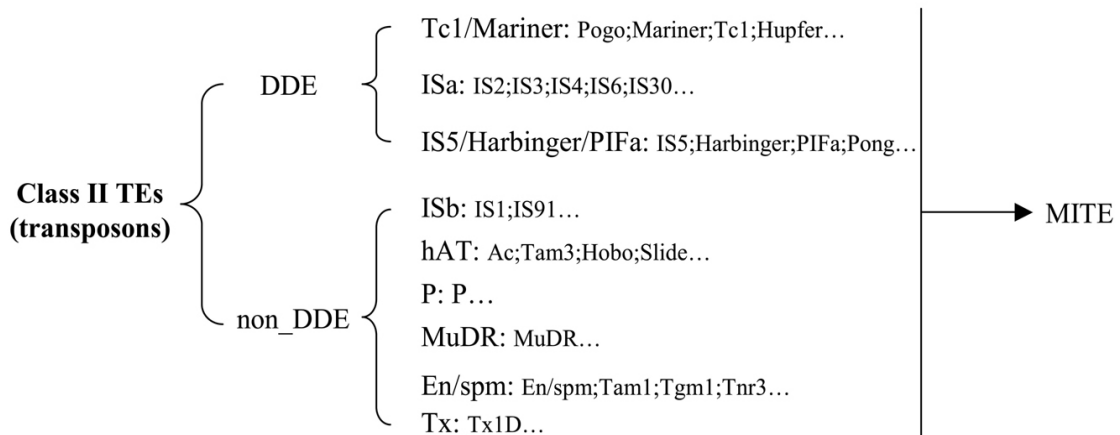 Tc1/Mariner: Pogo;Mariner;Tc1;Hupfer…
DDE
ISa: IS2;IS3;IS4;IS6;IS30…
IS5/Harbinger/PIFa: IS5;Harbinger;PIFa;Pong…
Class II TEs
(transposons)
ISb: IS1;IS91…
MITE
hAT: Ac;Tam3;Hobo;Slide…
P: P…
non_DDE
MuDR: MuDR…
En/spm: En/spm;Tam1;Tgm1;Tnr3…
Tx: Tx1D…